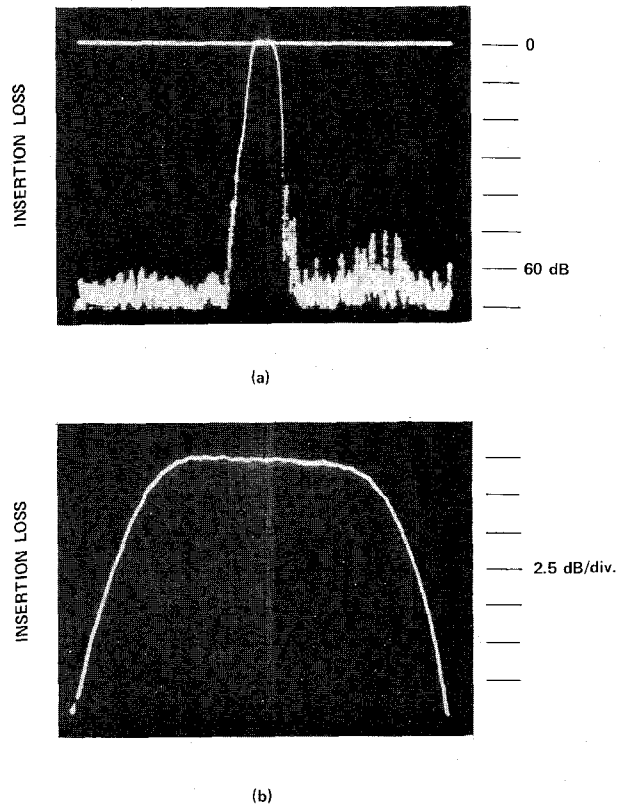 INSERTION LOSS
0
60 dB
(a)
INSERTION LOSS
2.5 dB/div.
(b)